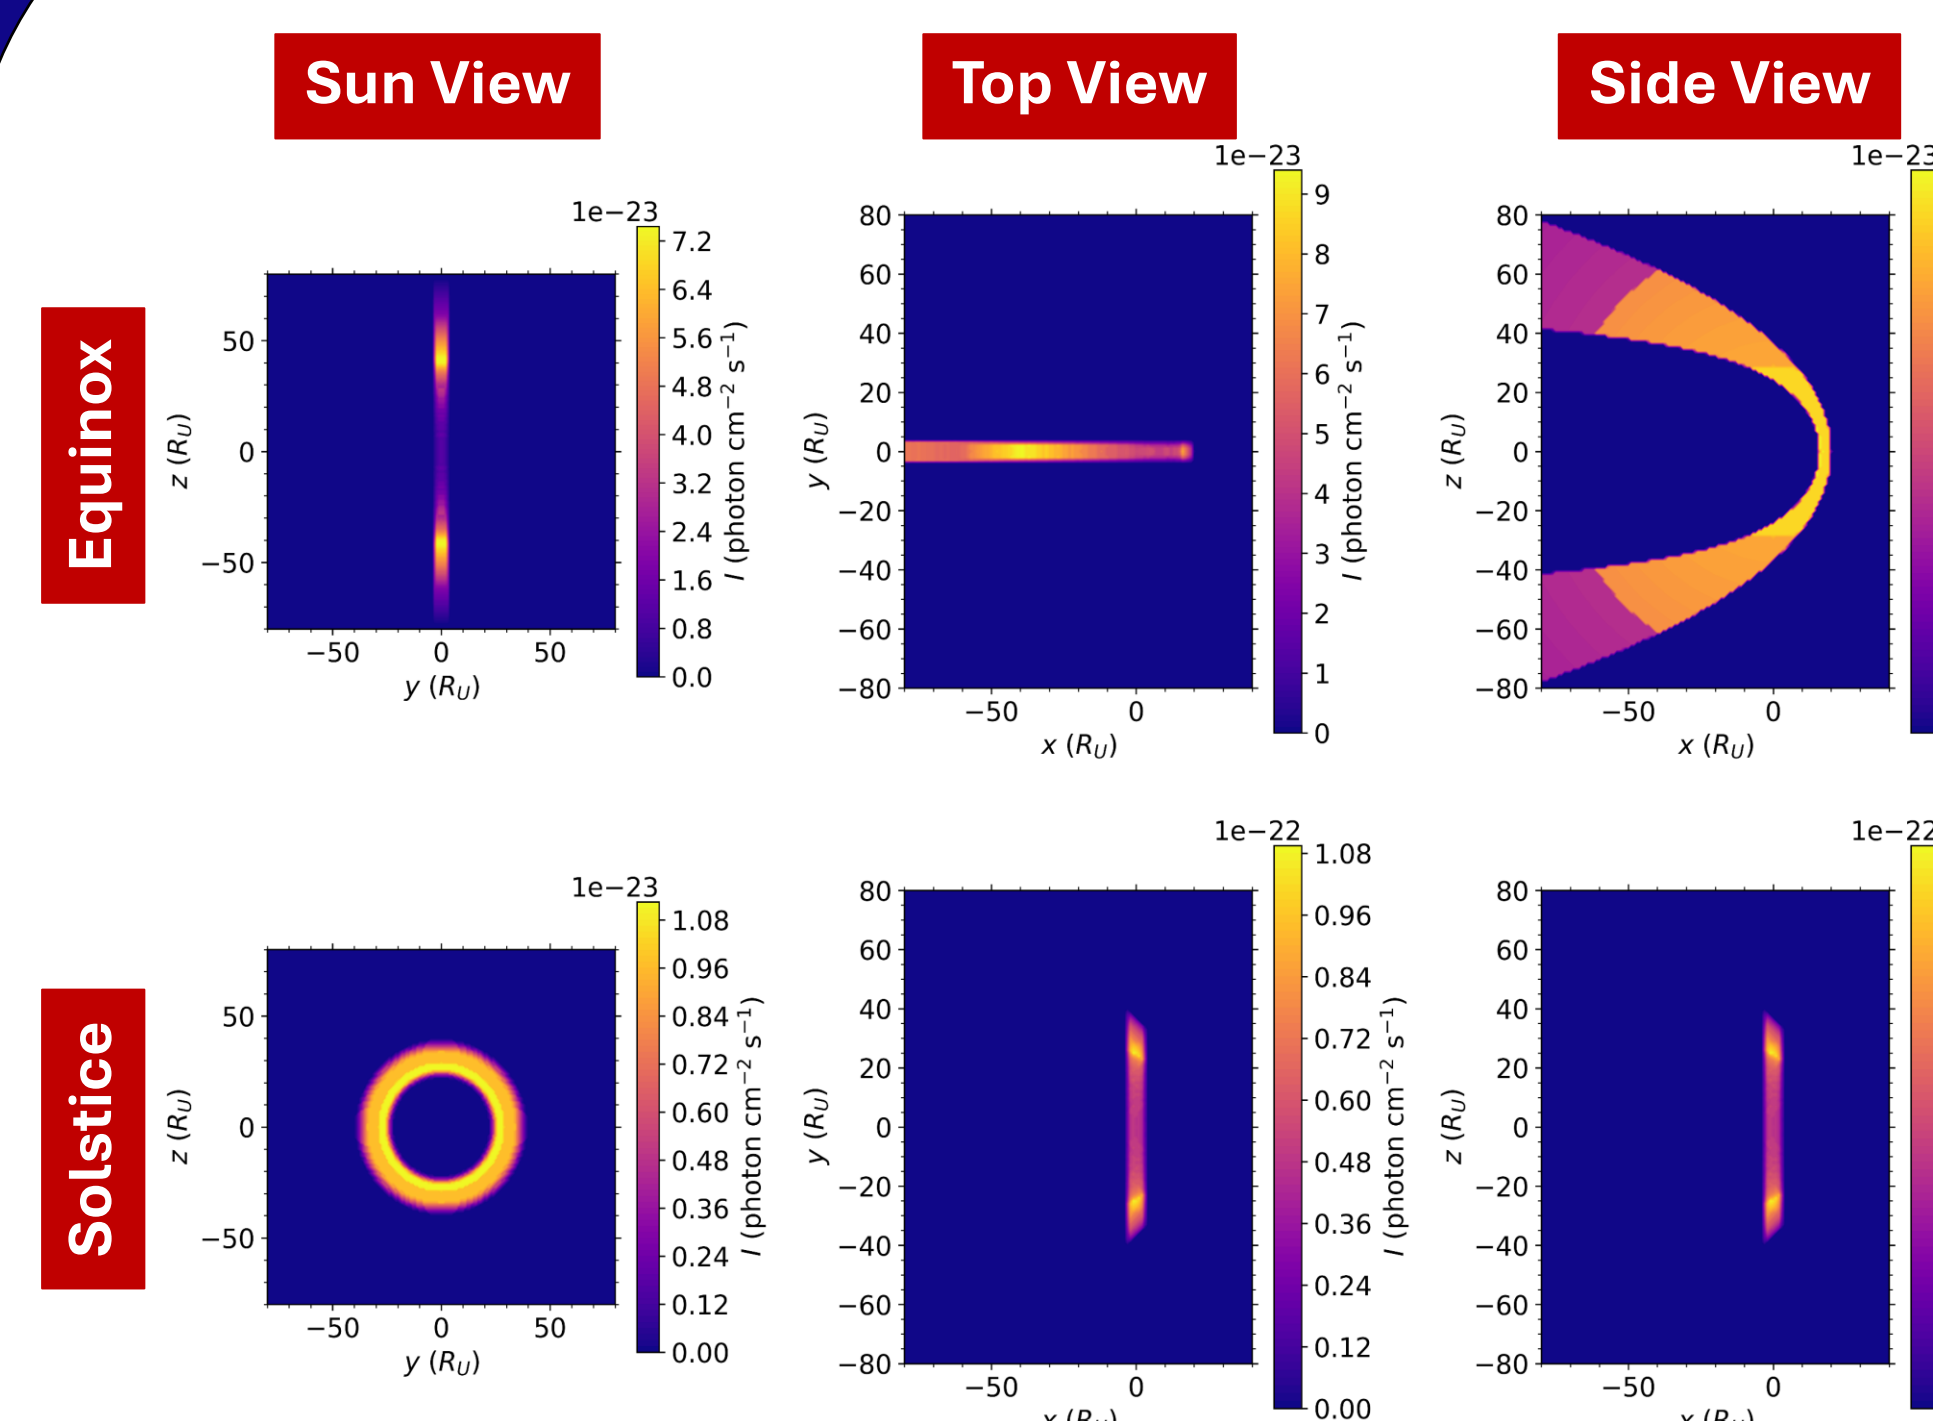 Sun View
Top View
Side View
Equinox
1e−23
7.2
6.4
5.6
4.8
4.0
3.2
2.4
1.6
0.8
0.0
I (photon cm⁻² s⁻¹)
50
0
−50
z (R_U)
−50 0 50
y (R_U)
1e−23
9
8
7
6
5
4
3
2
1
0
I (photon cm⁻² s⁻¹)
80
60
40
20
0
−20
−40
−60
−80
y (R_U)
−50 0
x (R_U)
1e−23
80
60
40
20
0
−20
−40
−60
−80
z (R_U)
−50 0
x (R_U)
Solstice
1e−23
1.08
0.96
0.84
0.72
0.60
0.48
0.36
0.24
0.12
0.00
I (photon cm⁻² s⁻¹)
50
0
−50
z (R_U)
−50 0 50
y (R_U)
1e−22
1.08
0.96
0.84
0.72
0.60
0.48
0.36
0.24
0.12
0.00
I (photon cm⁻² s⁻¹)
80
60
40
20
0
−20
−40
−60
−80
y (R_U)
−50 0
x (R_U)
1e−22
80
60
40
20
0
−20
−40
−60
−80
z (R_U)
−50 0
x (R_U)